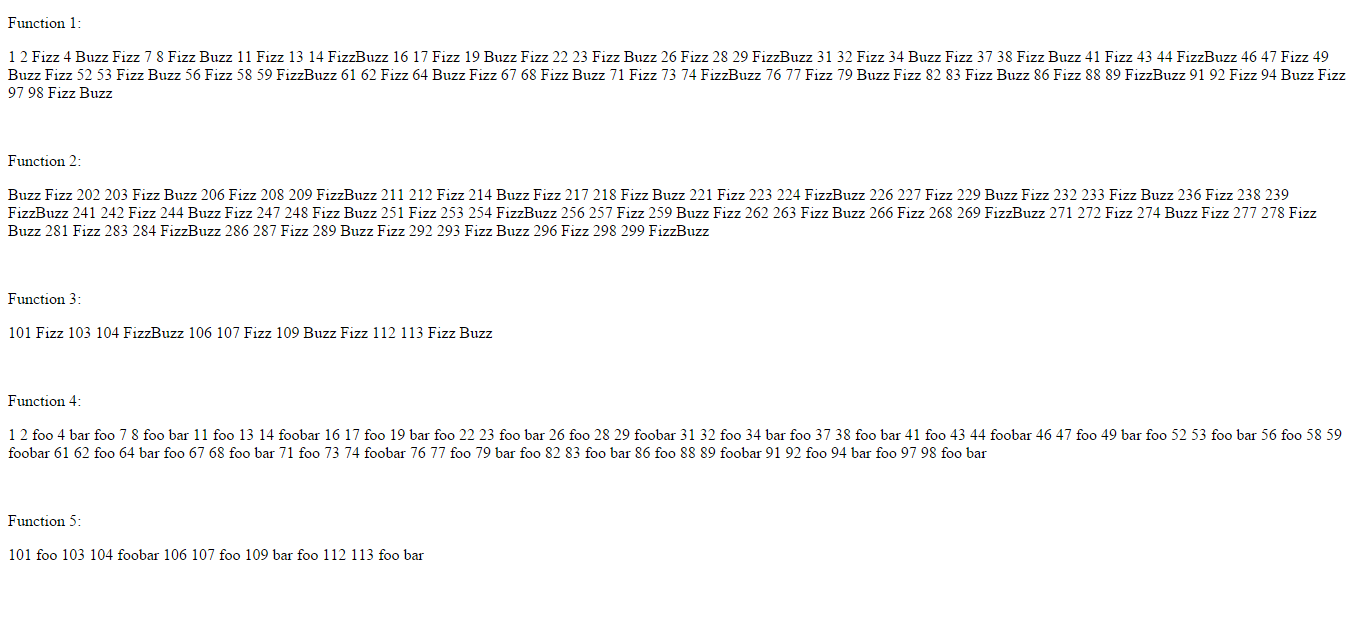 Function 1:
1 2 Fizz 4 Buzz Fizz 7 8 Fizz Buzz 11 Fizz 13 14 FizzBuzz 16 17 Fizz 19 Buzz Fizz 22 23 Fizz Buzz 26 Fizz 28 29 FizzBuzz 31 32 Fizz 34 Buzz Fizz 37 38 Fizz Buzz 41 Fizz 43 44 FizzBuzz 46 47 Fizz 49
Buzz Fizz 52 53 Fizz Buzz 56 Fizz 58 59 FizzBuzz 61 62 Fizz 64 Buzz Fizz 67 68 Fizz Buzz 71 Fizz 73 74 FizzBuzz 76 77 Fizz 79 Buzz Fizz 82 83 Fizz Buzz 86 Fizz 88 89 FizzBuzz 91 92 Fizz 94 Buzz Fizz
97 98 Fizz Buzz
Function 2:
Buzz Fizz 202 203 Fizz Buzz 206 Fizz 208 209 FizzBuzz 211 212 Fizz 214 Buzz Fizz 217 218 Fizz Buzz 221 Fizz 223 224 FizzBuzz 226 227 Fizz 229 Buzz Fizz 232 233 Fizz Buzz 236 Fizz 238 239
FizzBuzz 241 242 Fizz 244 Buzz Fizz 247 248 Fizz Buzz 251 Fizz 253 254 FizzBuzz 256 257 Fizz 259 Buzz Fizz 262 263 Fizz Buzz 266 Fizz 268 269 FizzBuzz 271 272 Fizz 274 Buzz Fizz 277 278 Fizz
Buzz 281 Fizz 283 284 FizzBuzz 286 287 Fizz 289 Buzz Fizz 292 293 Fizz Buzz 296 Fizz 298 299 FizzBuzz
Function 3:
101 Fizz 103 104 FizzBuzz 106 107 Fizz 109 Buzz Fizz 112 113 Fizz Buzz
Function 4:
1 2 foo 4 bar foo 7 8 foo bar 11 foo 13 14 foobar 16 17 foo 19 bar foo 22 23 foo bar 26 foo 28 29 foobar 31 32 foo 34 bar foo 37 38 foo bar 41 foo 43 44 foobar 46 47 foo 49 bar foo 52 53 foo bar 56 foo 58 59
foobar 61 62 foo 64 bar foo 67 68 foo bar 71 foo 73 74 foobar 76 77 foo 79 bar foo 82 83 foo bar 86 foo 88 89 foobar 91 92 foo 94 bar foo 97 98 foo bar
Function 5:
101 foo 103 104 foobar 106 107 foo 109 bar foo 112 113 foo bar